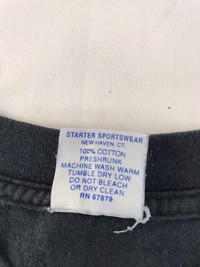 STARTER SPORTSWEAR
NEW HAVEN, CT
100% COTTON
PRESHRUNK
MACHINE WASH WARM
TUMBLE DRY LOW
DO NOT BLEACH
OR DRY CLEAN
RN 67879